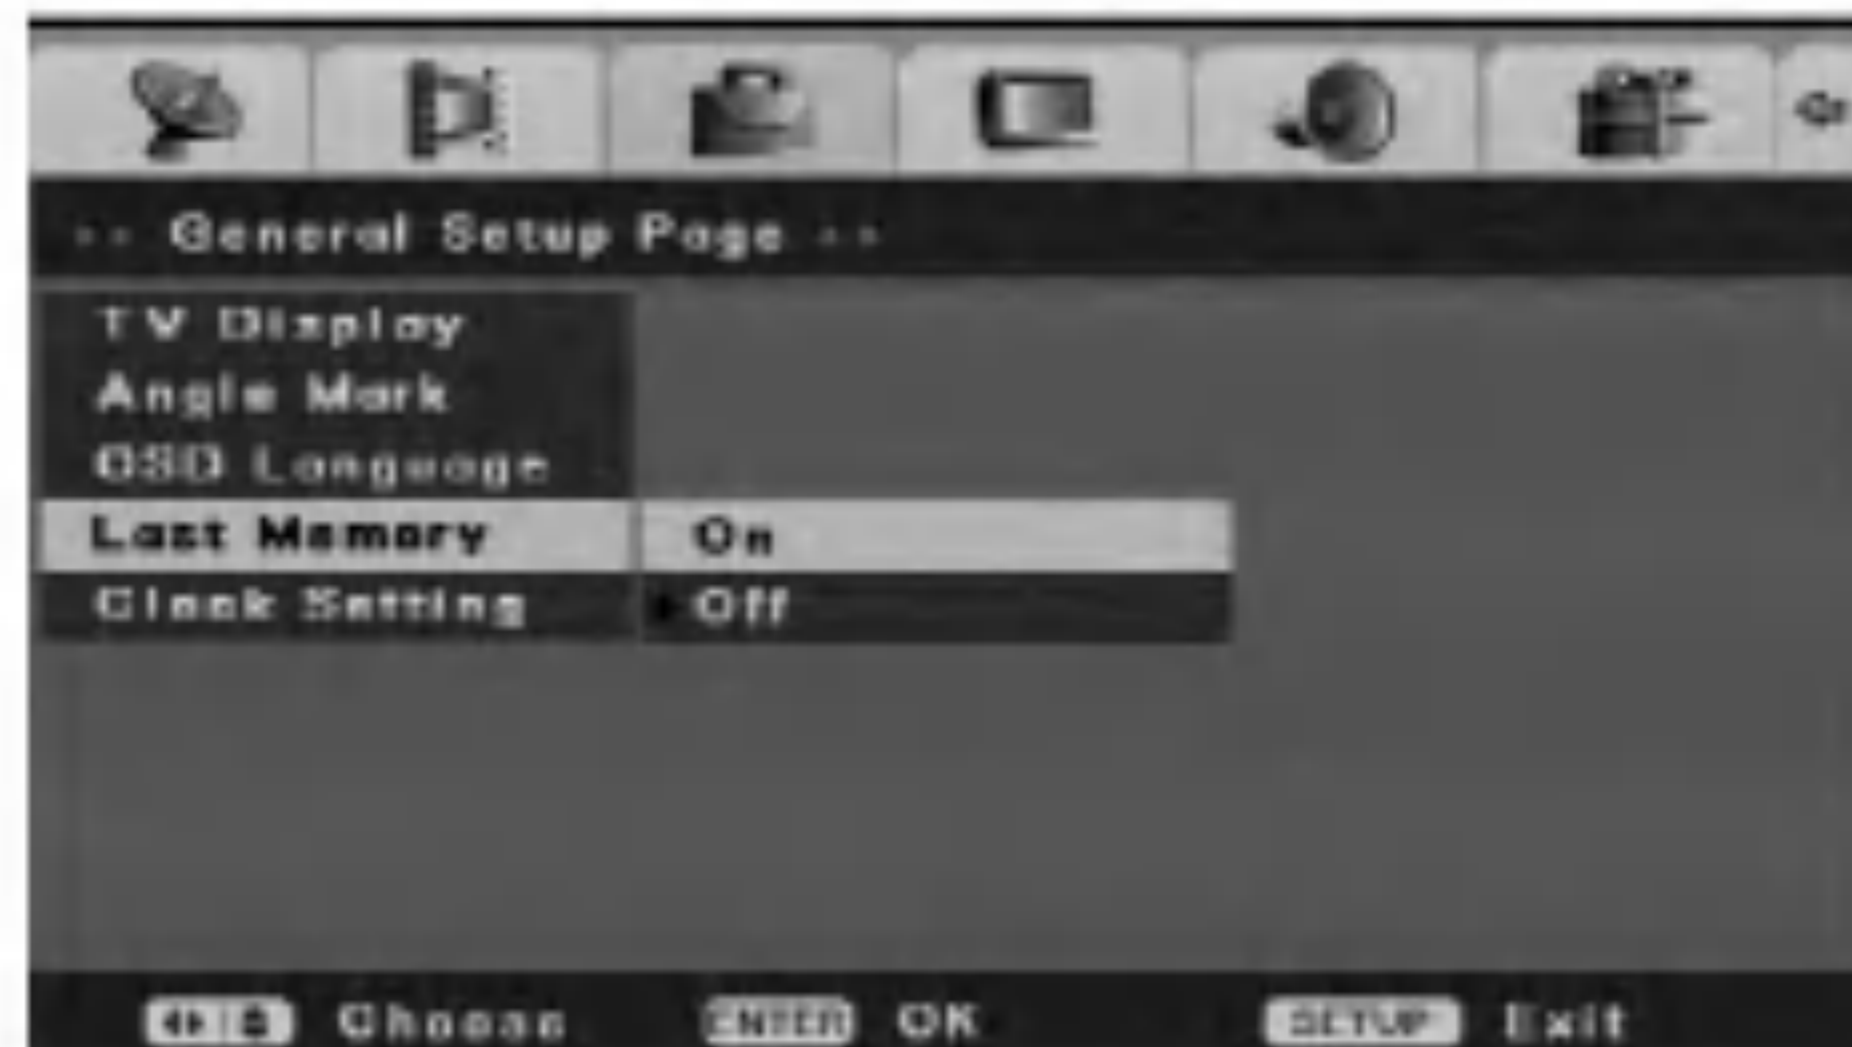 -- General Setup Page --
TV Display
Angle Mark
OSD Language
Last Memory On
Clock Setting Off
Choose ENTER OK SETUP Exit